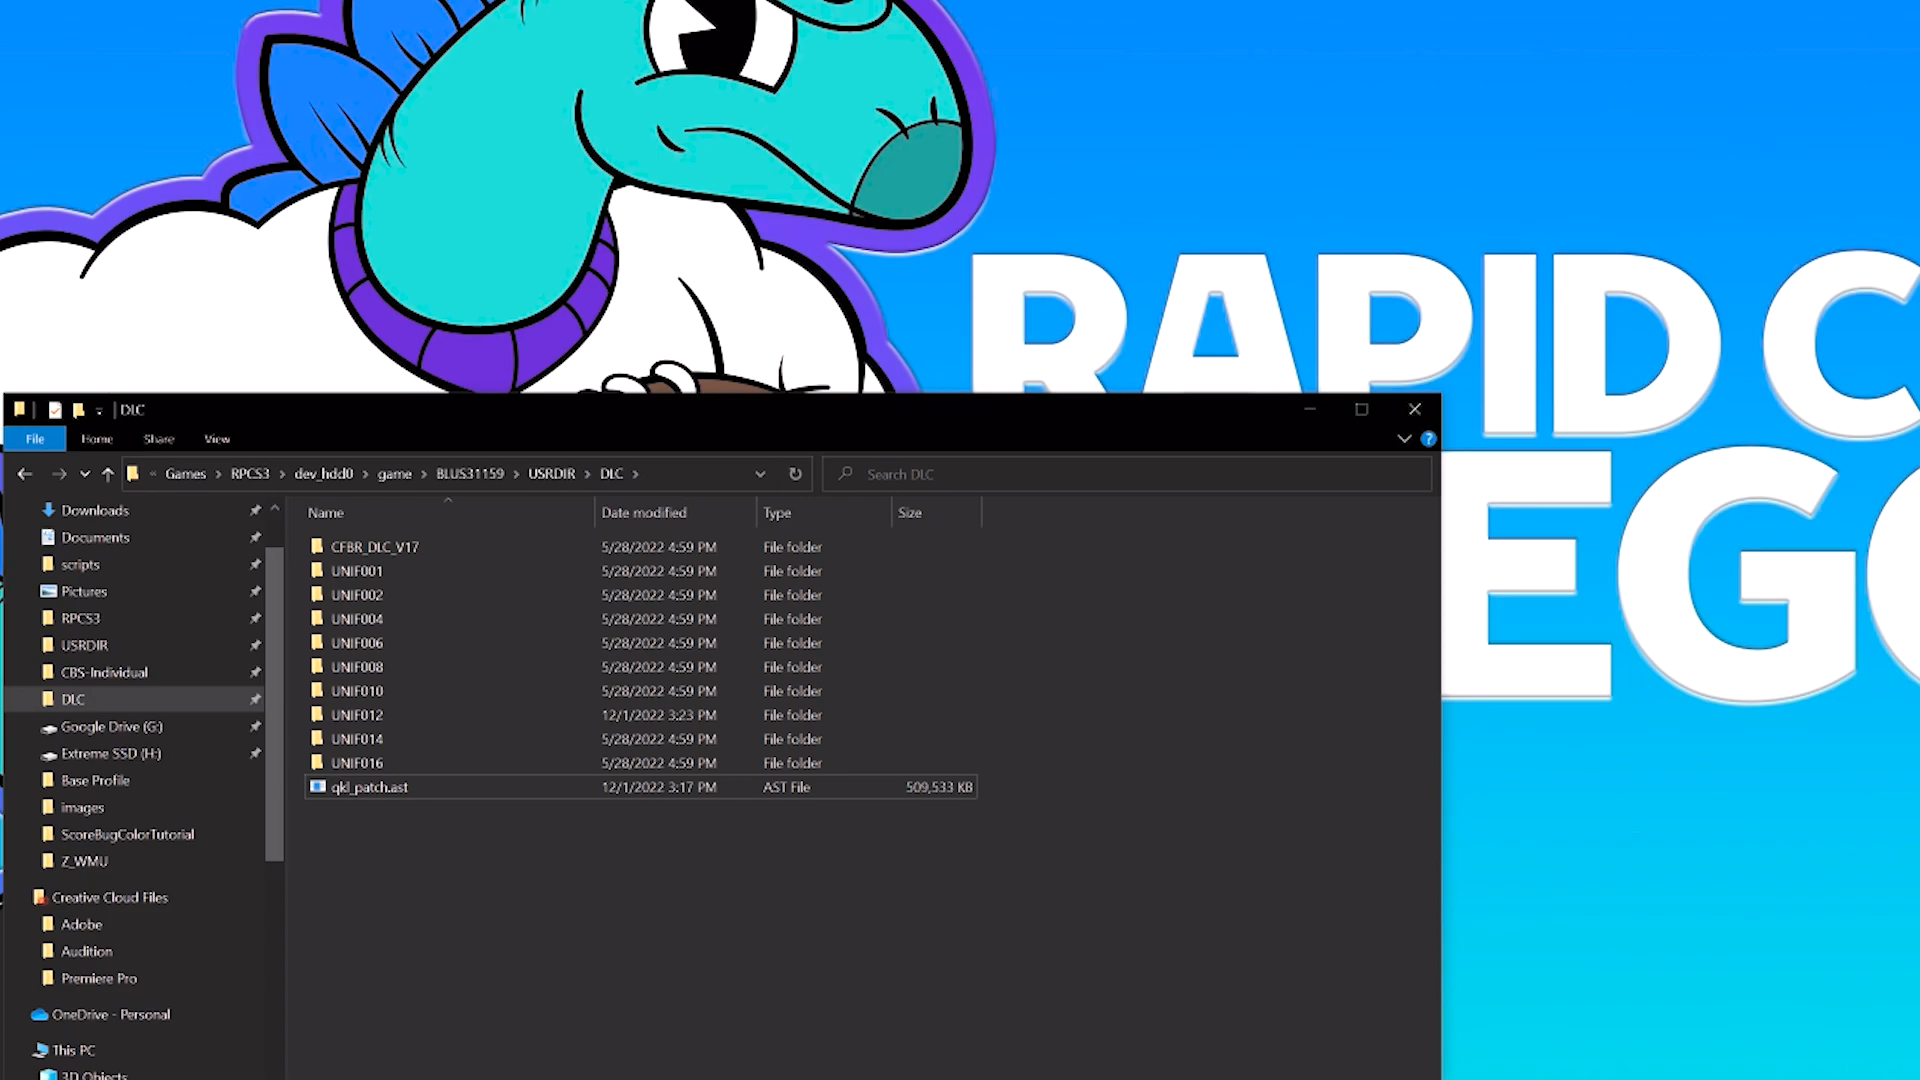 RAPID C
EGO
DLC
File Home Share View
« Games › RPCS3 › dev_hdd0 › game › BLUS31159 › USRDIR › DLC › Search DLC
Name Date modified Type Size
CFBR_DLC_V17 5/28/2022 4:59 PM File folder
UNIF001 5/28/2022 4:59 PM File folder
UNIF002 5/28/2022 4:59 PM File folder
UNIF004 5/28/2022 4:59 PM File folder
UNIF006 5/28/2022 4:59 PM File folder
UNIF008 5/28/2022 4:59 PM File folder
UNIF010 5/28/2022 4:59 PM File folder
UNIF012 12/1/2022 3:23 PM File folder
UNIF014 5/28/2022 4:59 PM File folder
UNIF016 5/28/2022 4:59 PM File folder
qkl_patch.ast 12/1/2022 3:17 PM AST File 509,533 KB
Downloads
Documents
scripts
Pictures
RPCS3
USRDIR
CBS-Individual
DLC
Google Drive (G:)
Extreme SSD (H:)
Base Profile
images
ScoreBugColorTutorial
Z_WMU
Creative Cloud Files
Adobe
Audition
Premiere Pro
OneDrive - Personal
This PC
3D Objects